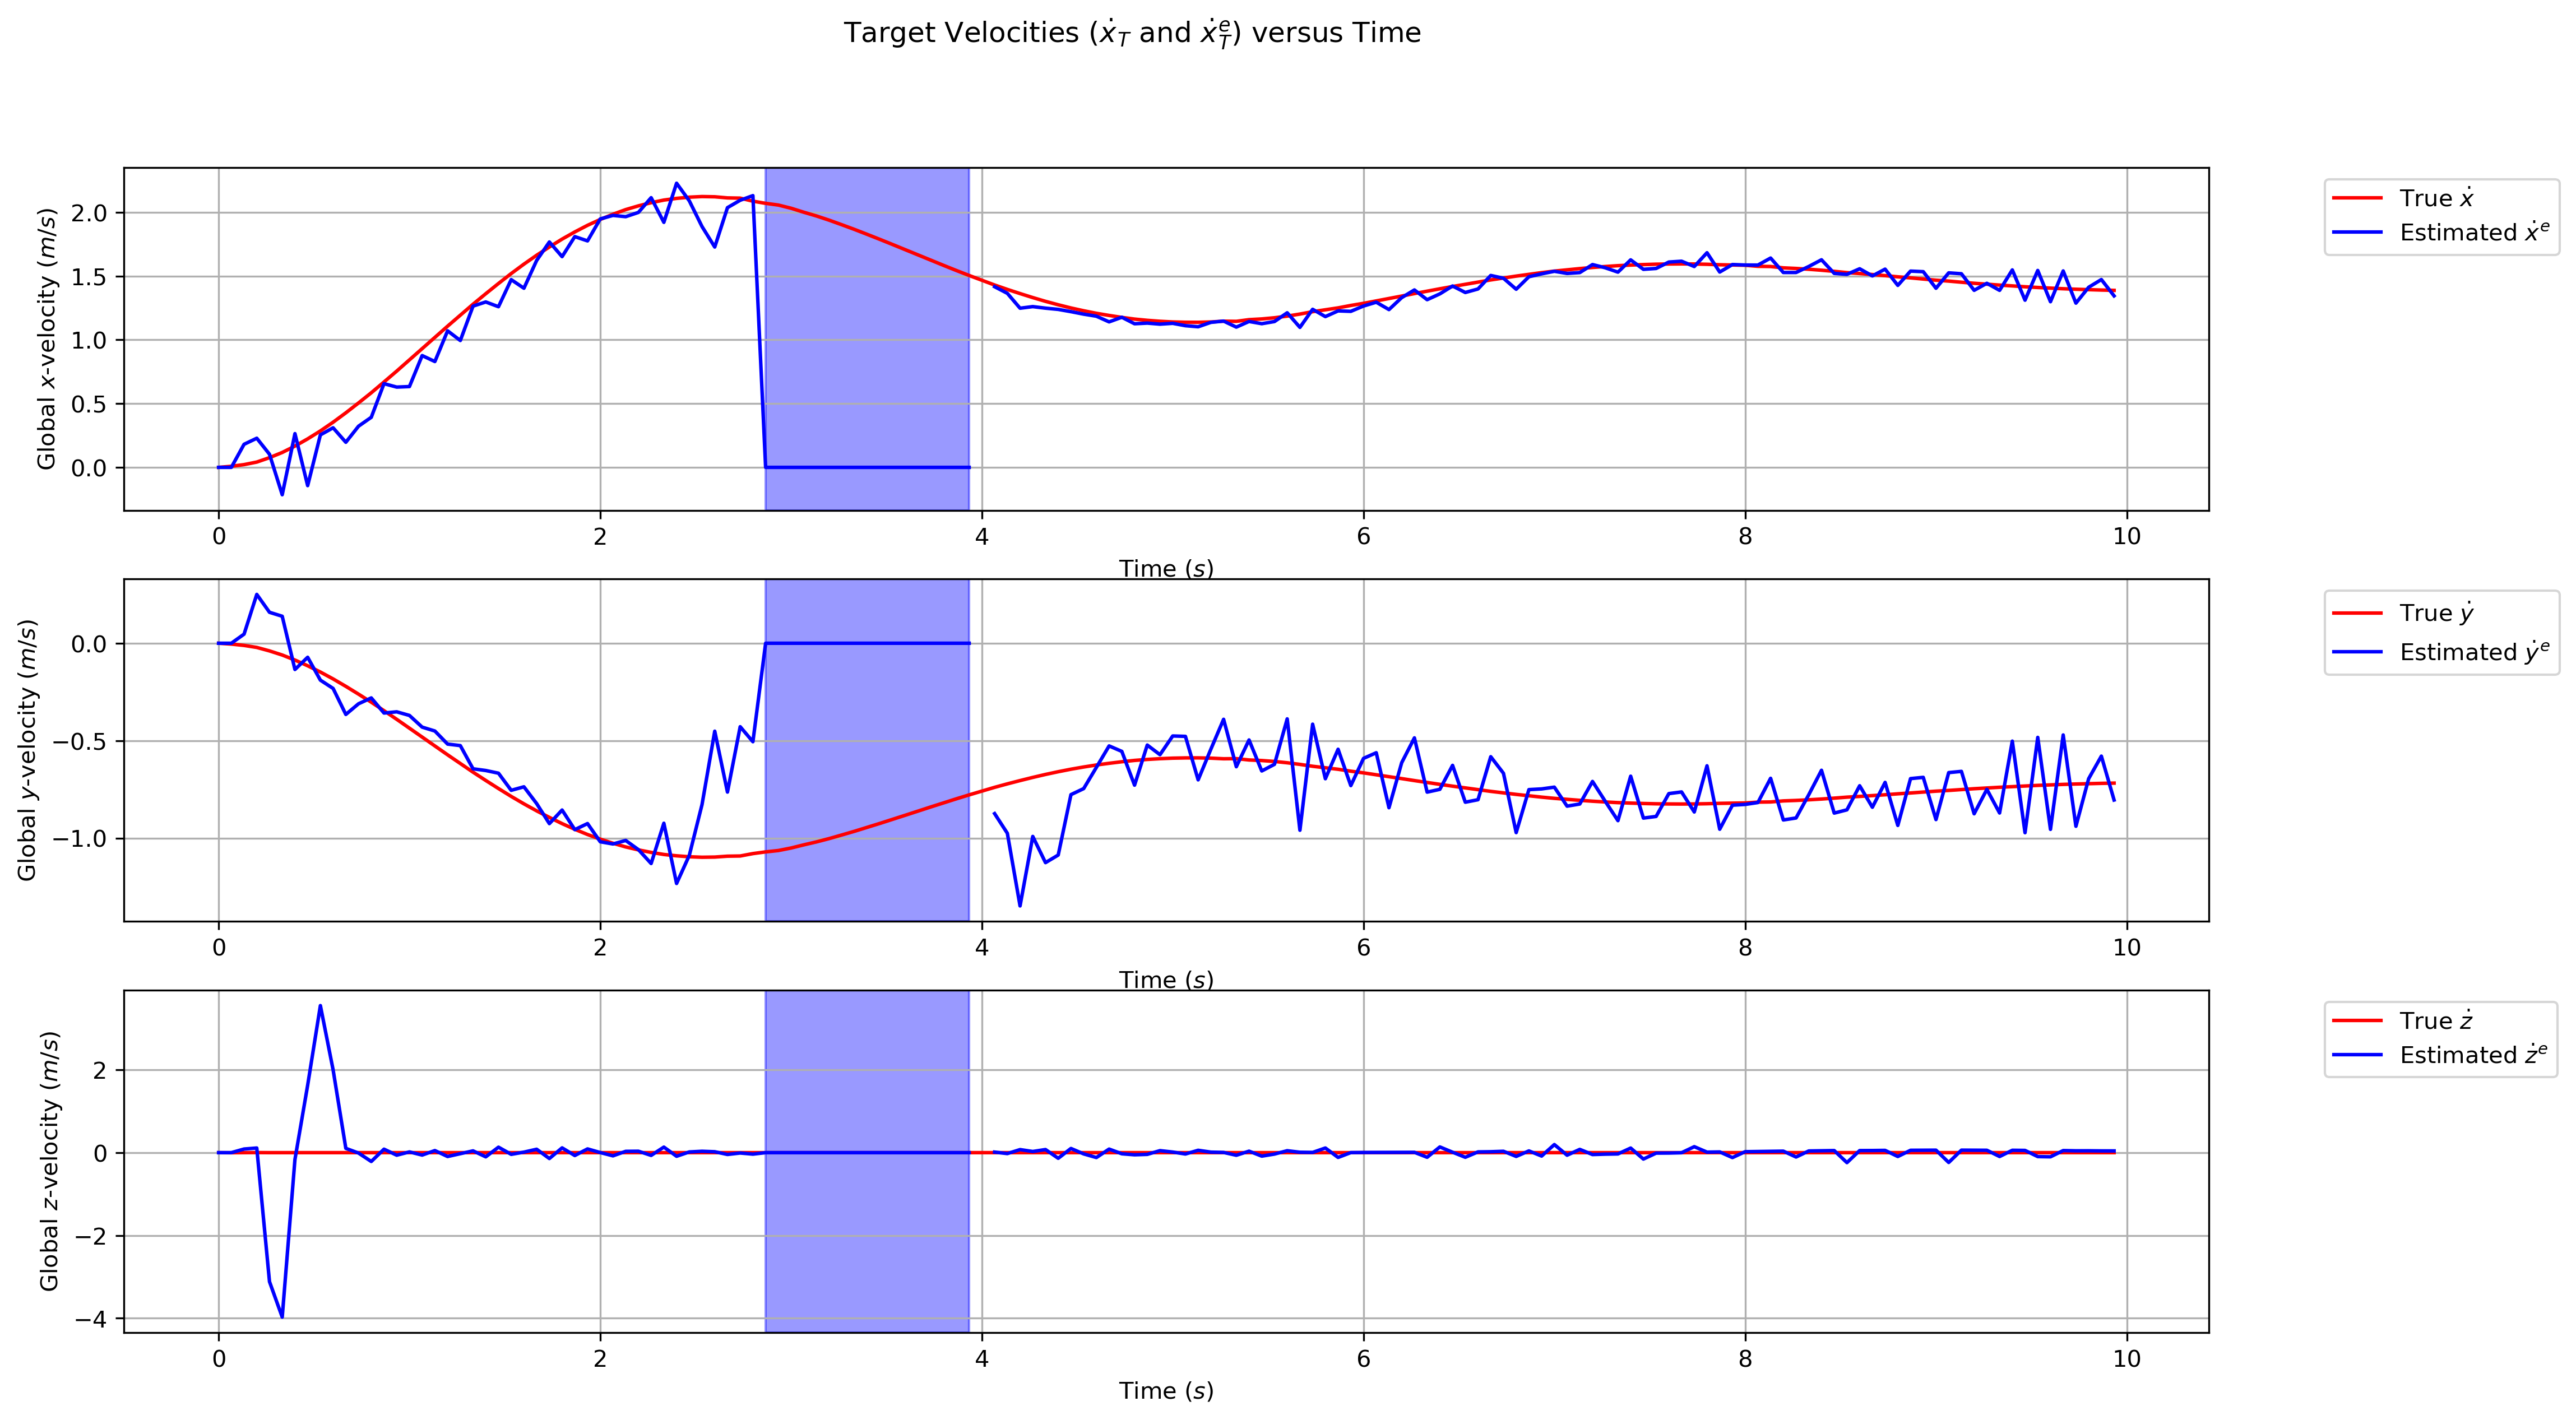 Target Velocities (ẋ_T and ẋ_T^e) versus Time
Global x-velocity (m/s)
2.0
1.5
1.0
0.5
0.0
0 2 4 6 8 10
Time (s)
True ẋ
Estimated ẋ^e
Global y-velocity (m/s)
0.0
−0.5
−1.0
0 2 4 6 8 10
Time (s)
True ẏ
Estimated ẏ^e
Global z-velocity (m/s)
2
0
−2
−4
0 2 4 6 8 10
Time (s)
True ż
Estimated ż^e